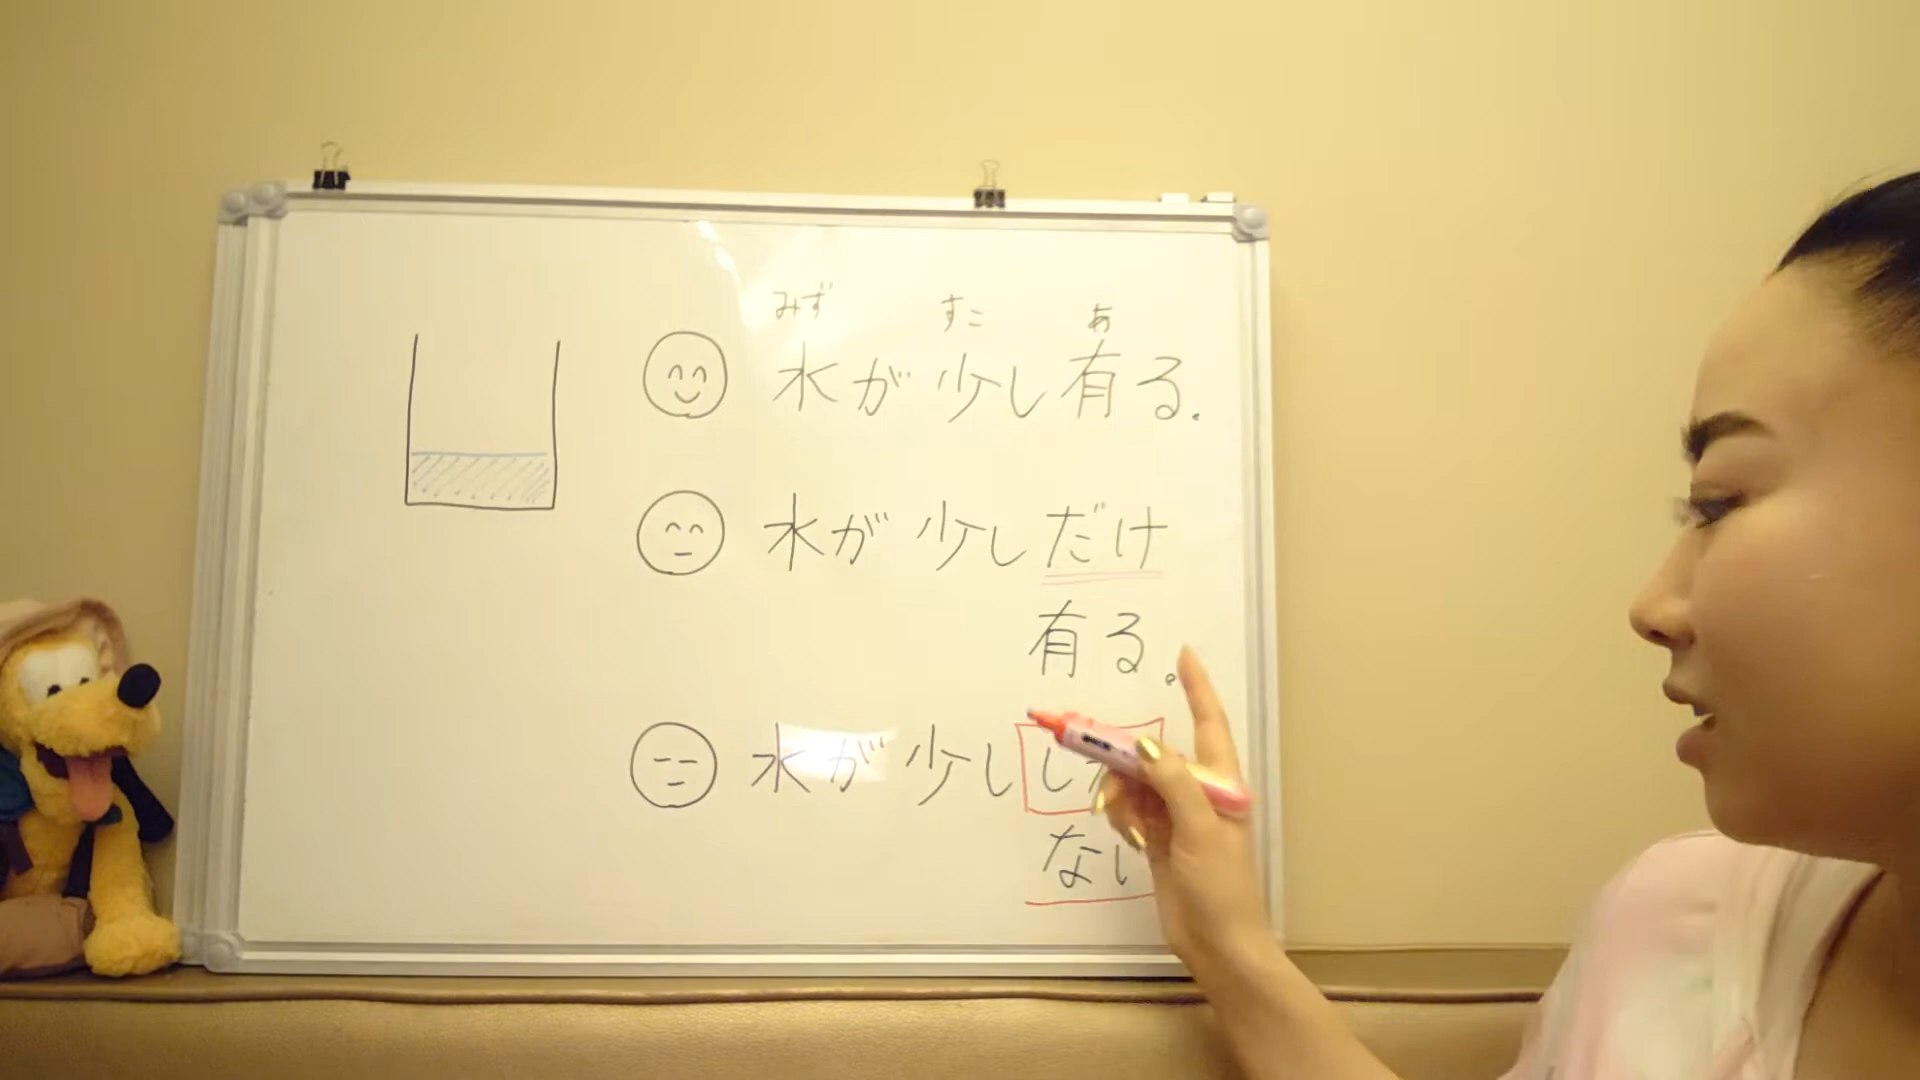 みず すこ あ
水が少し有る.
水が少しだけ
有る。
水が少しし
ない